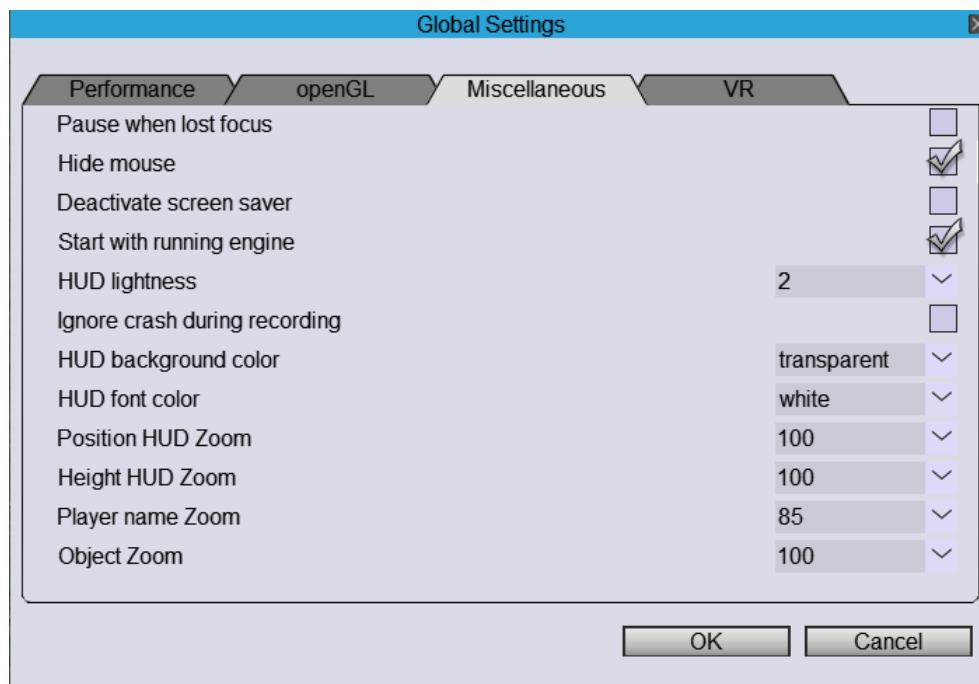 Global Settings
Performance openGL Miscellaneous VR
Pause when lost focus
Hide mouse
Deactivate screen saver
Start with running engine
HUD lightness 2
Ignore crash during recording
HUD background color transparent
HUD font color white
Position HUD Zoom 100
Height HUD Zoom 100
Player name Zoom 85
Object Zoom 100
OK Cancel